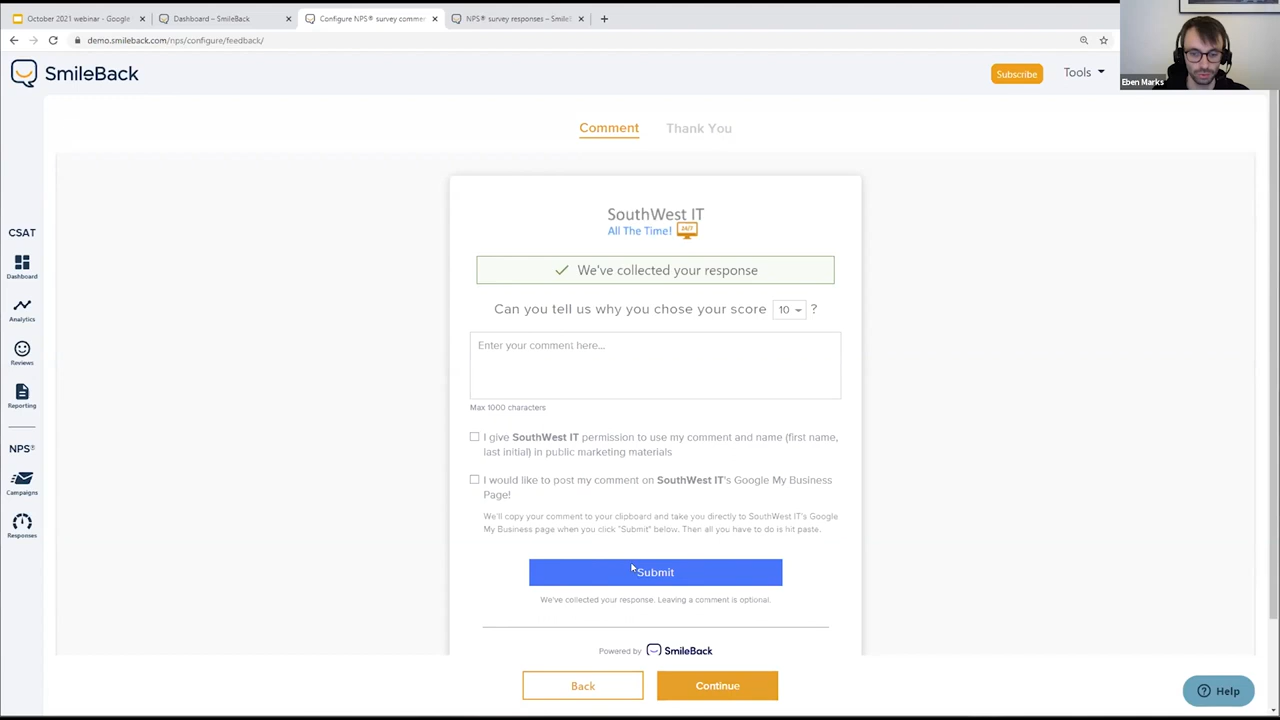 October 2021 webinar - Google
Dashboard – SmileBack
Configure NPS® survey commen
NPS® survey responses – Smile
demo.smileback.com/nps/configure/feedback/
Eben Marks
SmileBack
Subscribe
Tools
Comment
Thank You
SouthWest IT
All The Time!
24/7
We've collected your response
Can you tell us why you chose your score 10 ?
Enter your comment here...
Max 1000 characters
I give SouthWest IT permission to use my comment and name (first name,
last initial) in public marketing materials
I would like to post my comment on SouthWest IT's Google My Business
Page!
We'll copy your comment to your clipboard and take you directly to SouthWest IT's Google
My Business page when you click "Submit" below. Then all you have to do is hit paste.
Submit
We've collected your response. Leaving a comment is optional.
Powered by SmileBack
Back
Continue
Help
CSAT
Dashboard
Analytics
Reviews
Reporting
NPS®
Campaigns
Responses